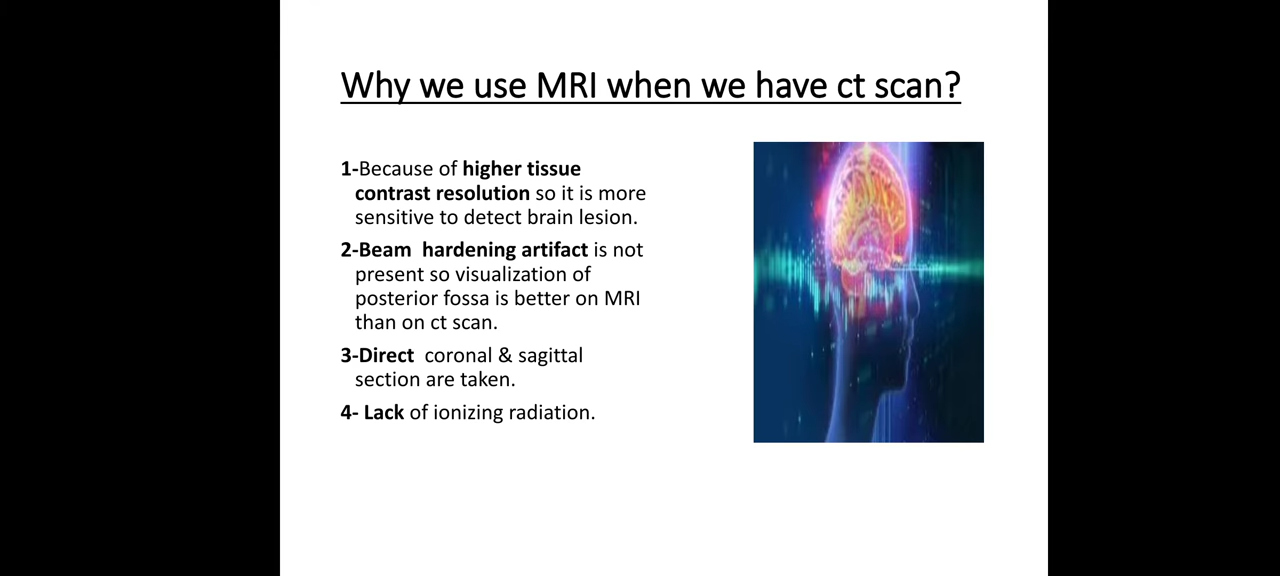 Why we use MRI when we have ct scan?
1-Because of higher tissue
contrast resolution so it is more
sensitive to detect brain lesion.
2-Beam  hardening artifact is not
present so visualization of
posterior fossa is better on MRI
than on ct scan.
3-Direct  coronal & sagittal
section are taken.
4- Lack of ionizing radiation.